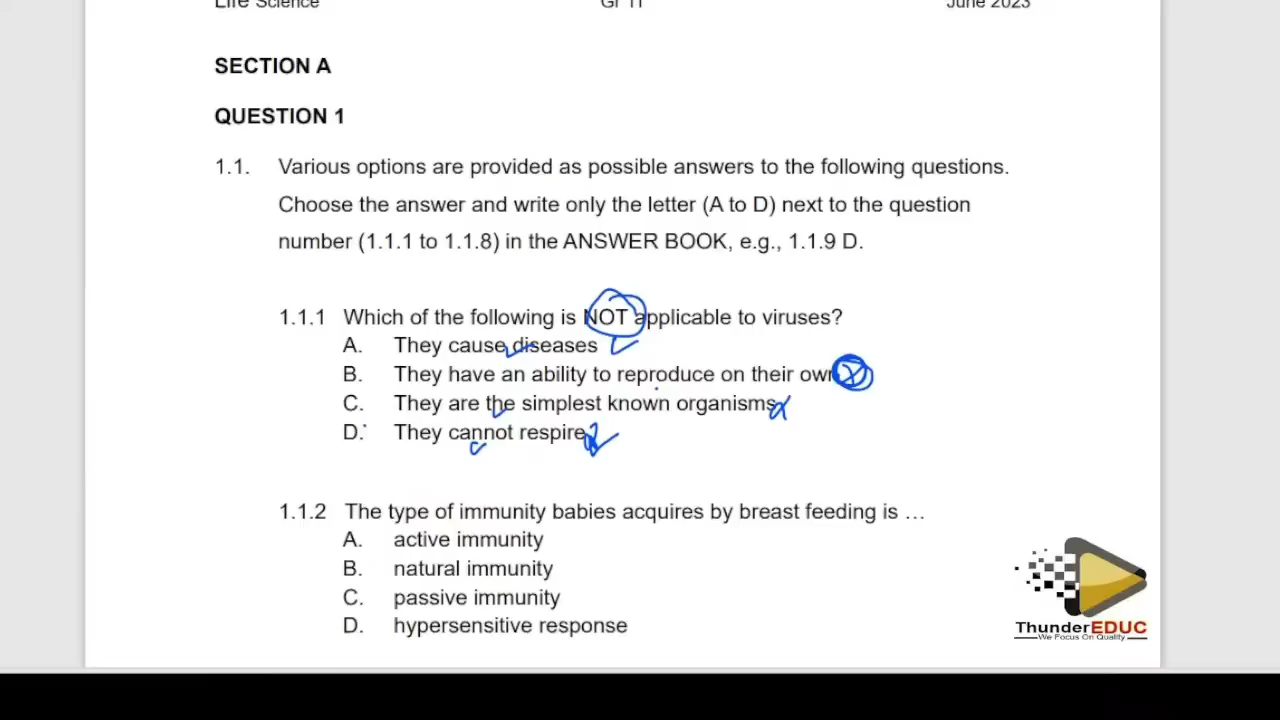 Life Science Gr 11 June 2023
SECTION A
QUESTION 1
1.1. Various options are provided as possible answers to the following questions.
Choose the answer and write only the letter (A to D) next to the question
number (1.1.1 to 1.1.8) in the ANSWER BOOK, e.g., 1.1.9 D.
1.1.1 Which of the following is NOT applicable to viruses?
A. They cause diseases
B. They have an ability to reproduce on their own
C. They are the simplest known organisms
D. They cannot respire
1.1.2 The type of immunity babies acquires by breast feeding is …
A. active immunity
B. natural immunity
C. passive immunity
D. hypersensitive response
ThunderEDUC
We Focus On Quality